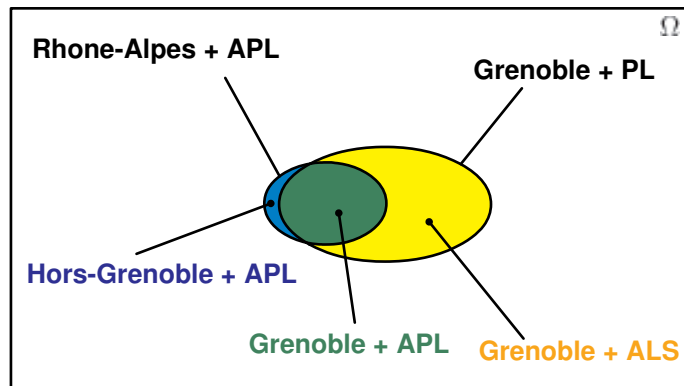 Ω
Rhone-Alpes + APL
Grenoble + PL
Hors-Grenoble + APL
Grenoble + APL
Grenoble + ALS